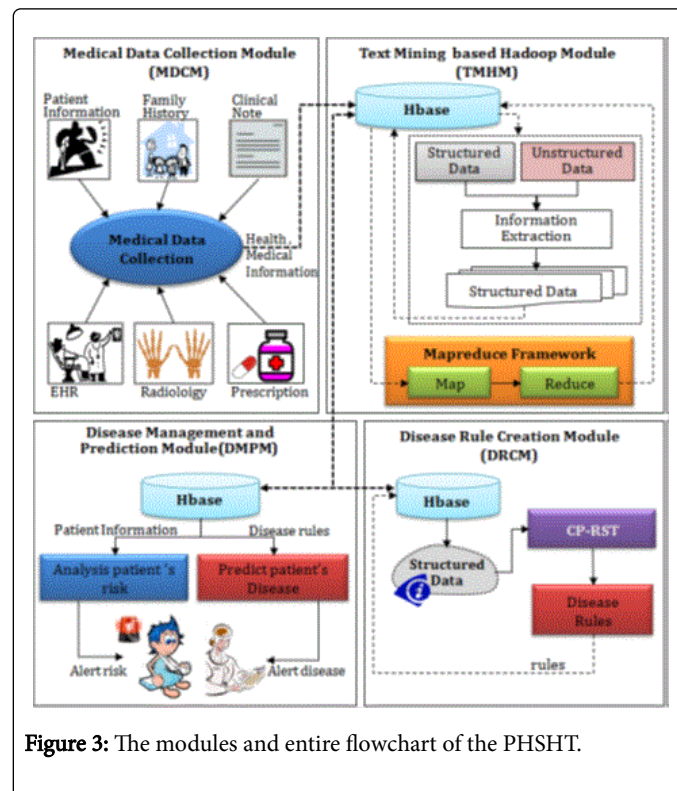 Medical Data Collection Module
(MDCM)
Patient
Information
Family
History
Clinical
Note
Medical Data
Collection
Health,
Medical
Information
EHR
Radioloigy
Prescription
Text Mining based Hadoop Module
(TMHM)
Hbase
Structured
Data
Unstructured
Data
Information
Extraction
Structured Data
Mapreduce Framework
Map
Reduce
Disease Management and
Prediction Module(DMPM)
Hbase
Patient Information
Disease rules
Analysis patient's
risk
Predict patient's
Disease
Alert risk
Alert disease
Disease Rule Creation Module
(DRCM)
Hbase
CP-RST
Structured
Data
Disease
Rules
rules
Figure 3: The modules and entire flowchart of the PHSHT.